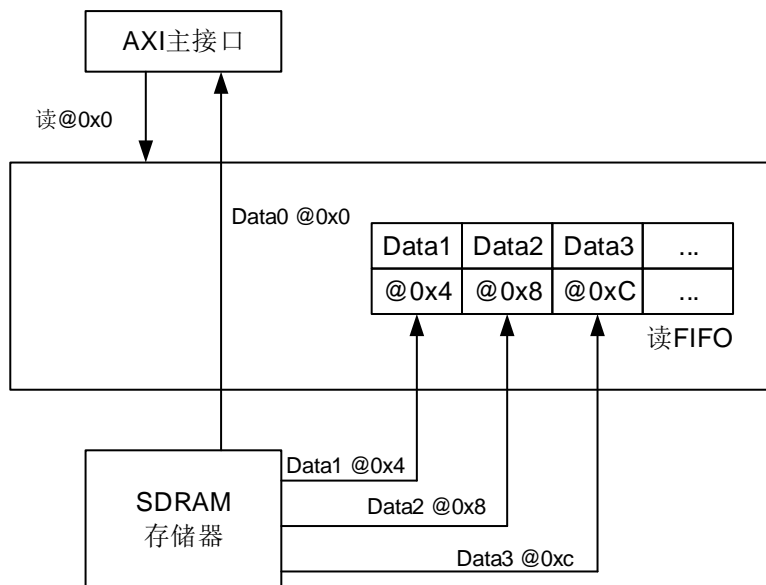 AXI主接口
读@0x0
Data0 @0x0
Data1 Data2 Data3 ...
@0x4 @0x8 @0xC ...
读FIFO
Data1 @0x4
SDRAM
存储器
Data2 @0x8
Data3 @0xc